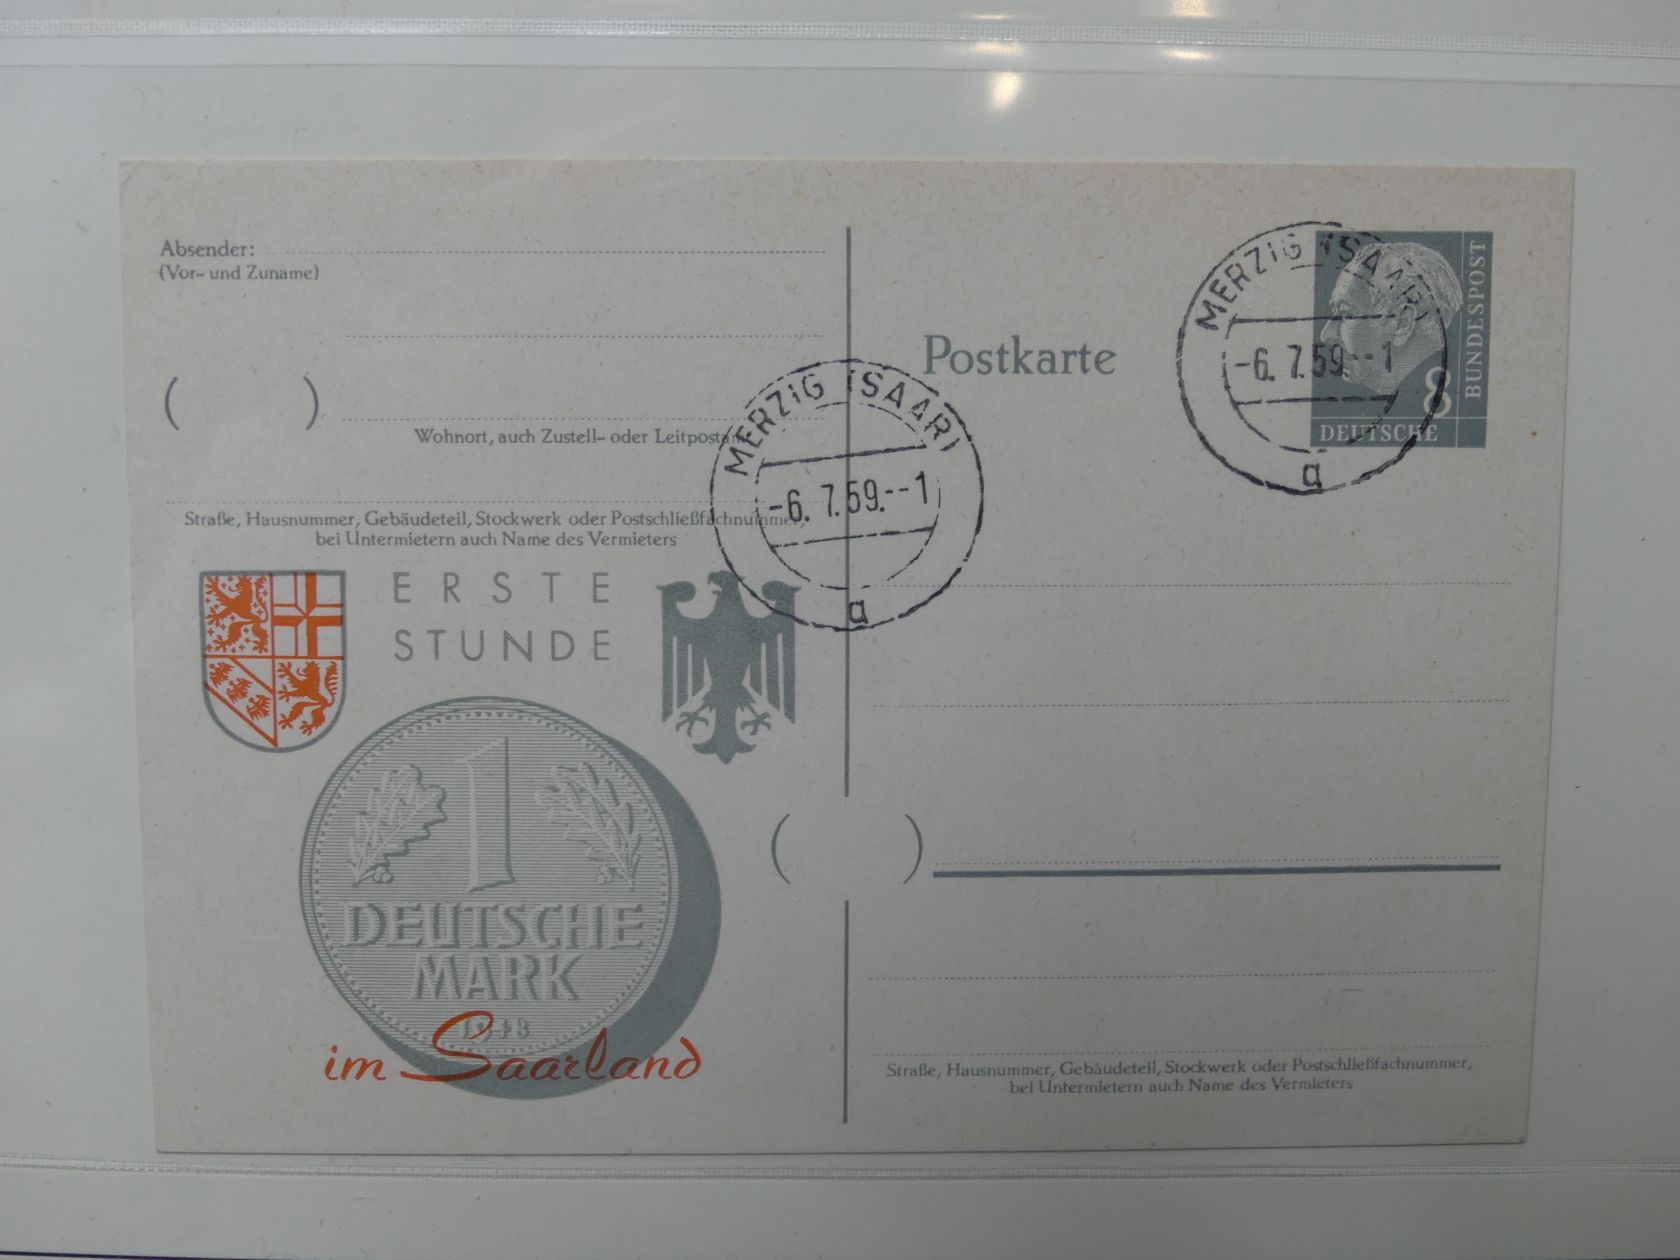 Absender:
(Vor- und Zuname)
( )
Wohnort, auch Zustell- oder Leitpostamt
Straße, Hausnummer, Gebäudeteil, Stockwerk oder Postschließfachnummer,
bei Untermietern auch Name des Vermieters
ERSTE
STUNDE
1
DEUTSCHE
MARK
1948
im Saarland
MERZIG (SAAR)
-6. 7.59.--1
a
Postkarte
MERZIG (SAAR)
-6. 7.59.--1
a
BUNDESPOST
8
DEUTSCHE
( )
Straße, Hausnummer, Gebäudeteil, Stockwerk oder Postschließfachnummer,
bei Untermietern auch Name des Vermieters